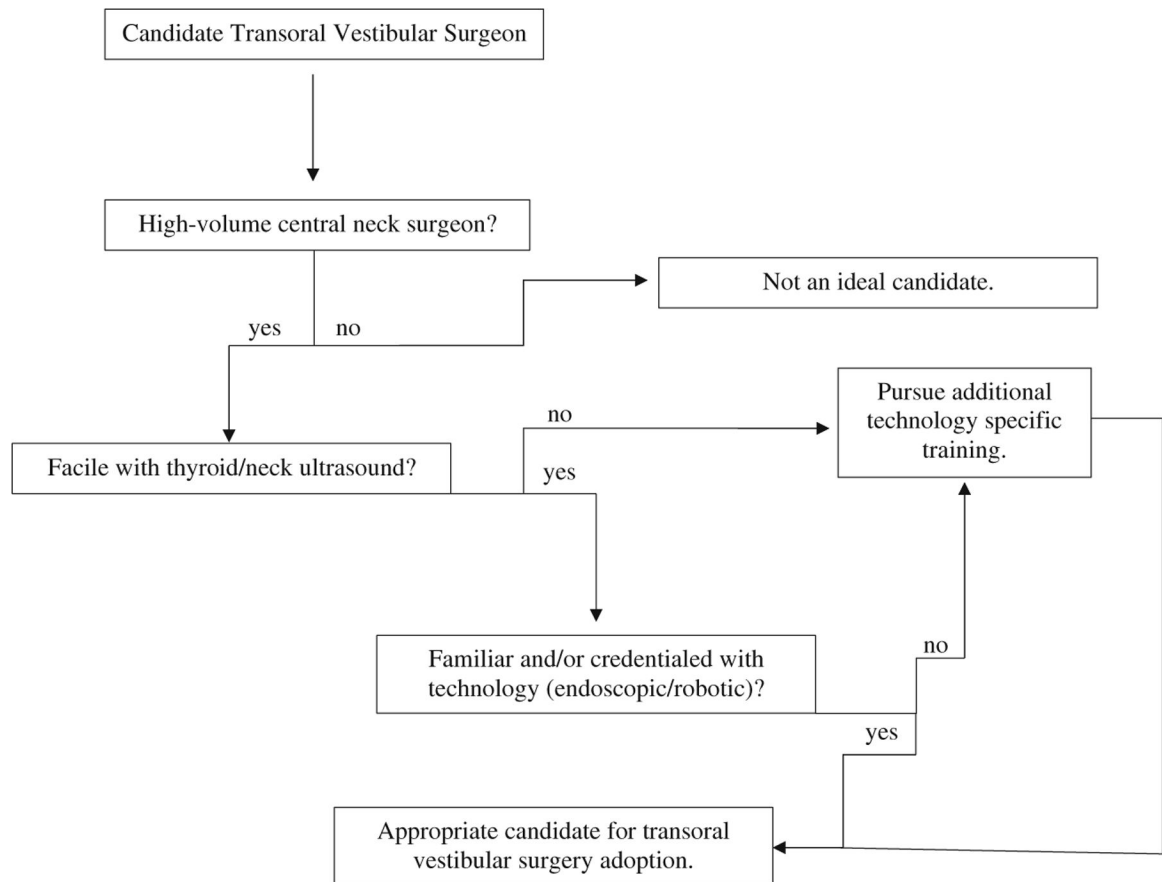 Candidate Transoral Vestibular Surgeon
High-volume central neck surgeon?
Not an ideal candidate.
yes
no
Pursue additional
technology specific
training.
no
Facile with thyroid/neck ultrasound?
yes
Familiar and/or credentialed with
technology (endoscopic/robotic)?
no
yes
Appropriate candidate for transoral
vestibular surgery adoption.